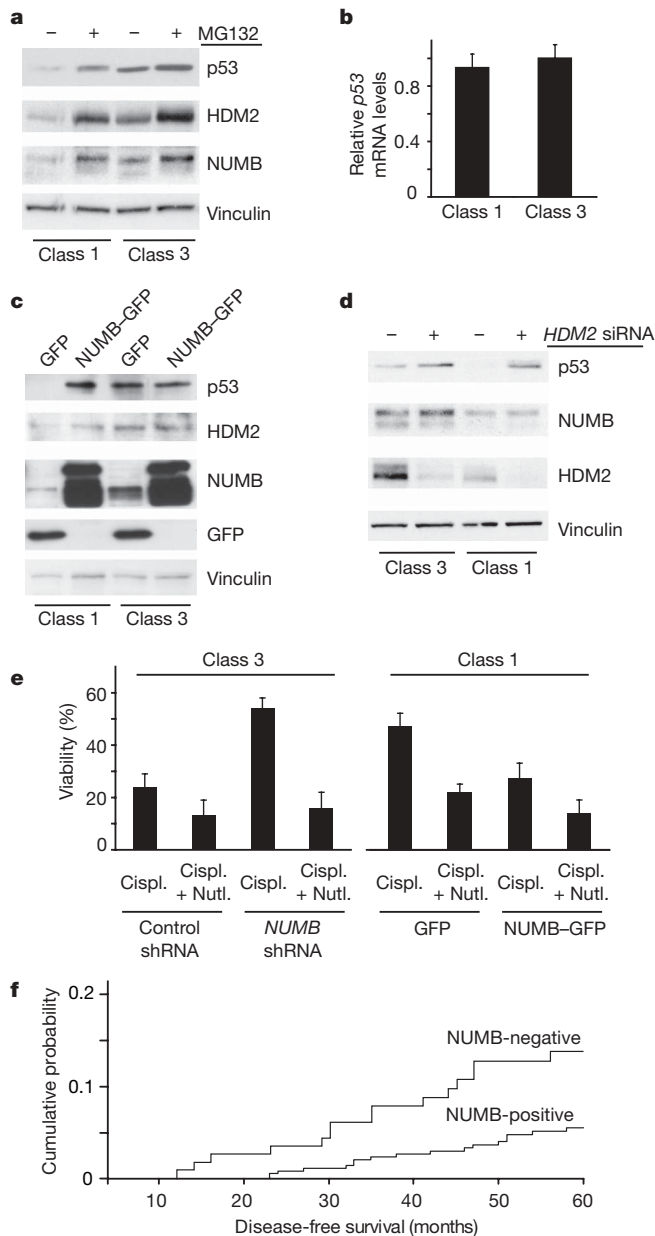 a
− + − + MG132
p53
HDM2
NUMB
Vinculin
Class 1 Class 3
b
Relative p53
mRNA levels
0.8
0.4
0
Class 1 Class 3
c
GFP NUMB–GFP GFP NUMB–GFP
p53
HDM2
NUMB
GFP
Vinculin
Class 1 Class 3
d
− + − + HDM2 siRNA
p53
NUMB
HDM2
Vinculin
Class 3 Class 1
e
Class 3 Class 1
Viability (%)
60
40
20
0
Cispl. Cispl. + Nutl. Cispl. Cispl. + Nutl. Cispl. Cispl. + Nutl. Cispl. Cispl. + Nutl.
Control shRNA NUMB shRNA GFP NUMB–GFP
f
Cumulative probability
0.2
0.1
0
NUMB-negative
NUMB-positive
10 20 30 40 50 60
Disease-free survival (months)